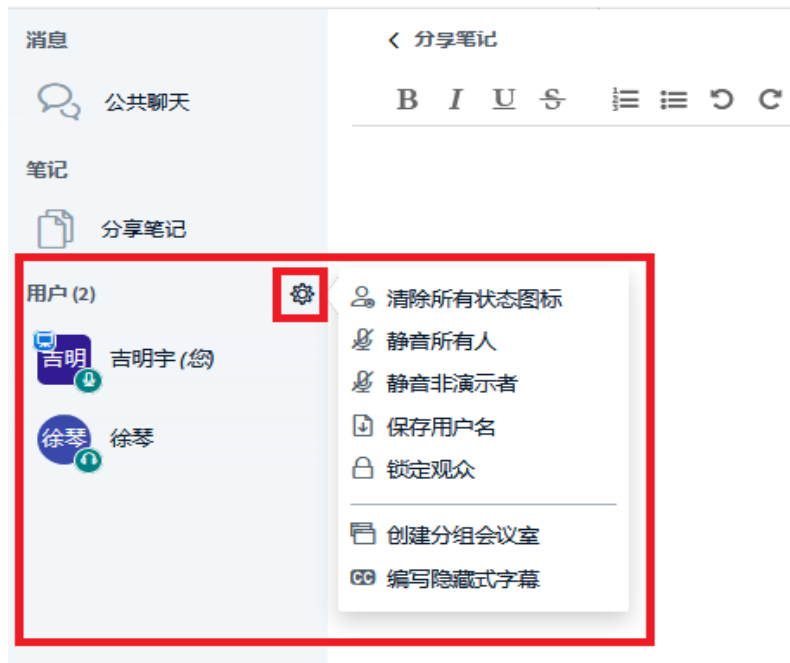 消息
公共聊天
笔记
分享笔记
用户 (2)
吉明
吉明宇 (您)
徐琴
徐琴
分享笔记
B I U S
清除所有状态图标
静音所有人
静音非演示者
保存用户名
锁定观众
创建分组会议室
CC 编写隐藏式字幕